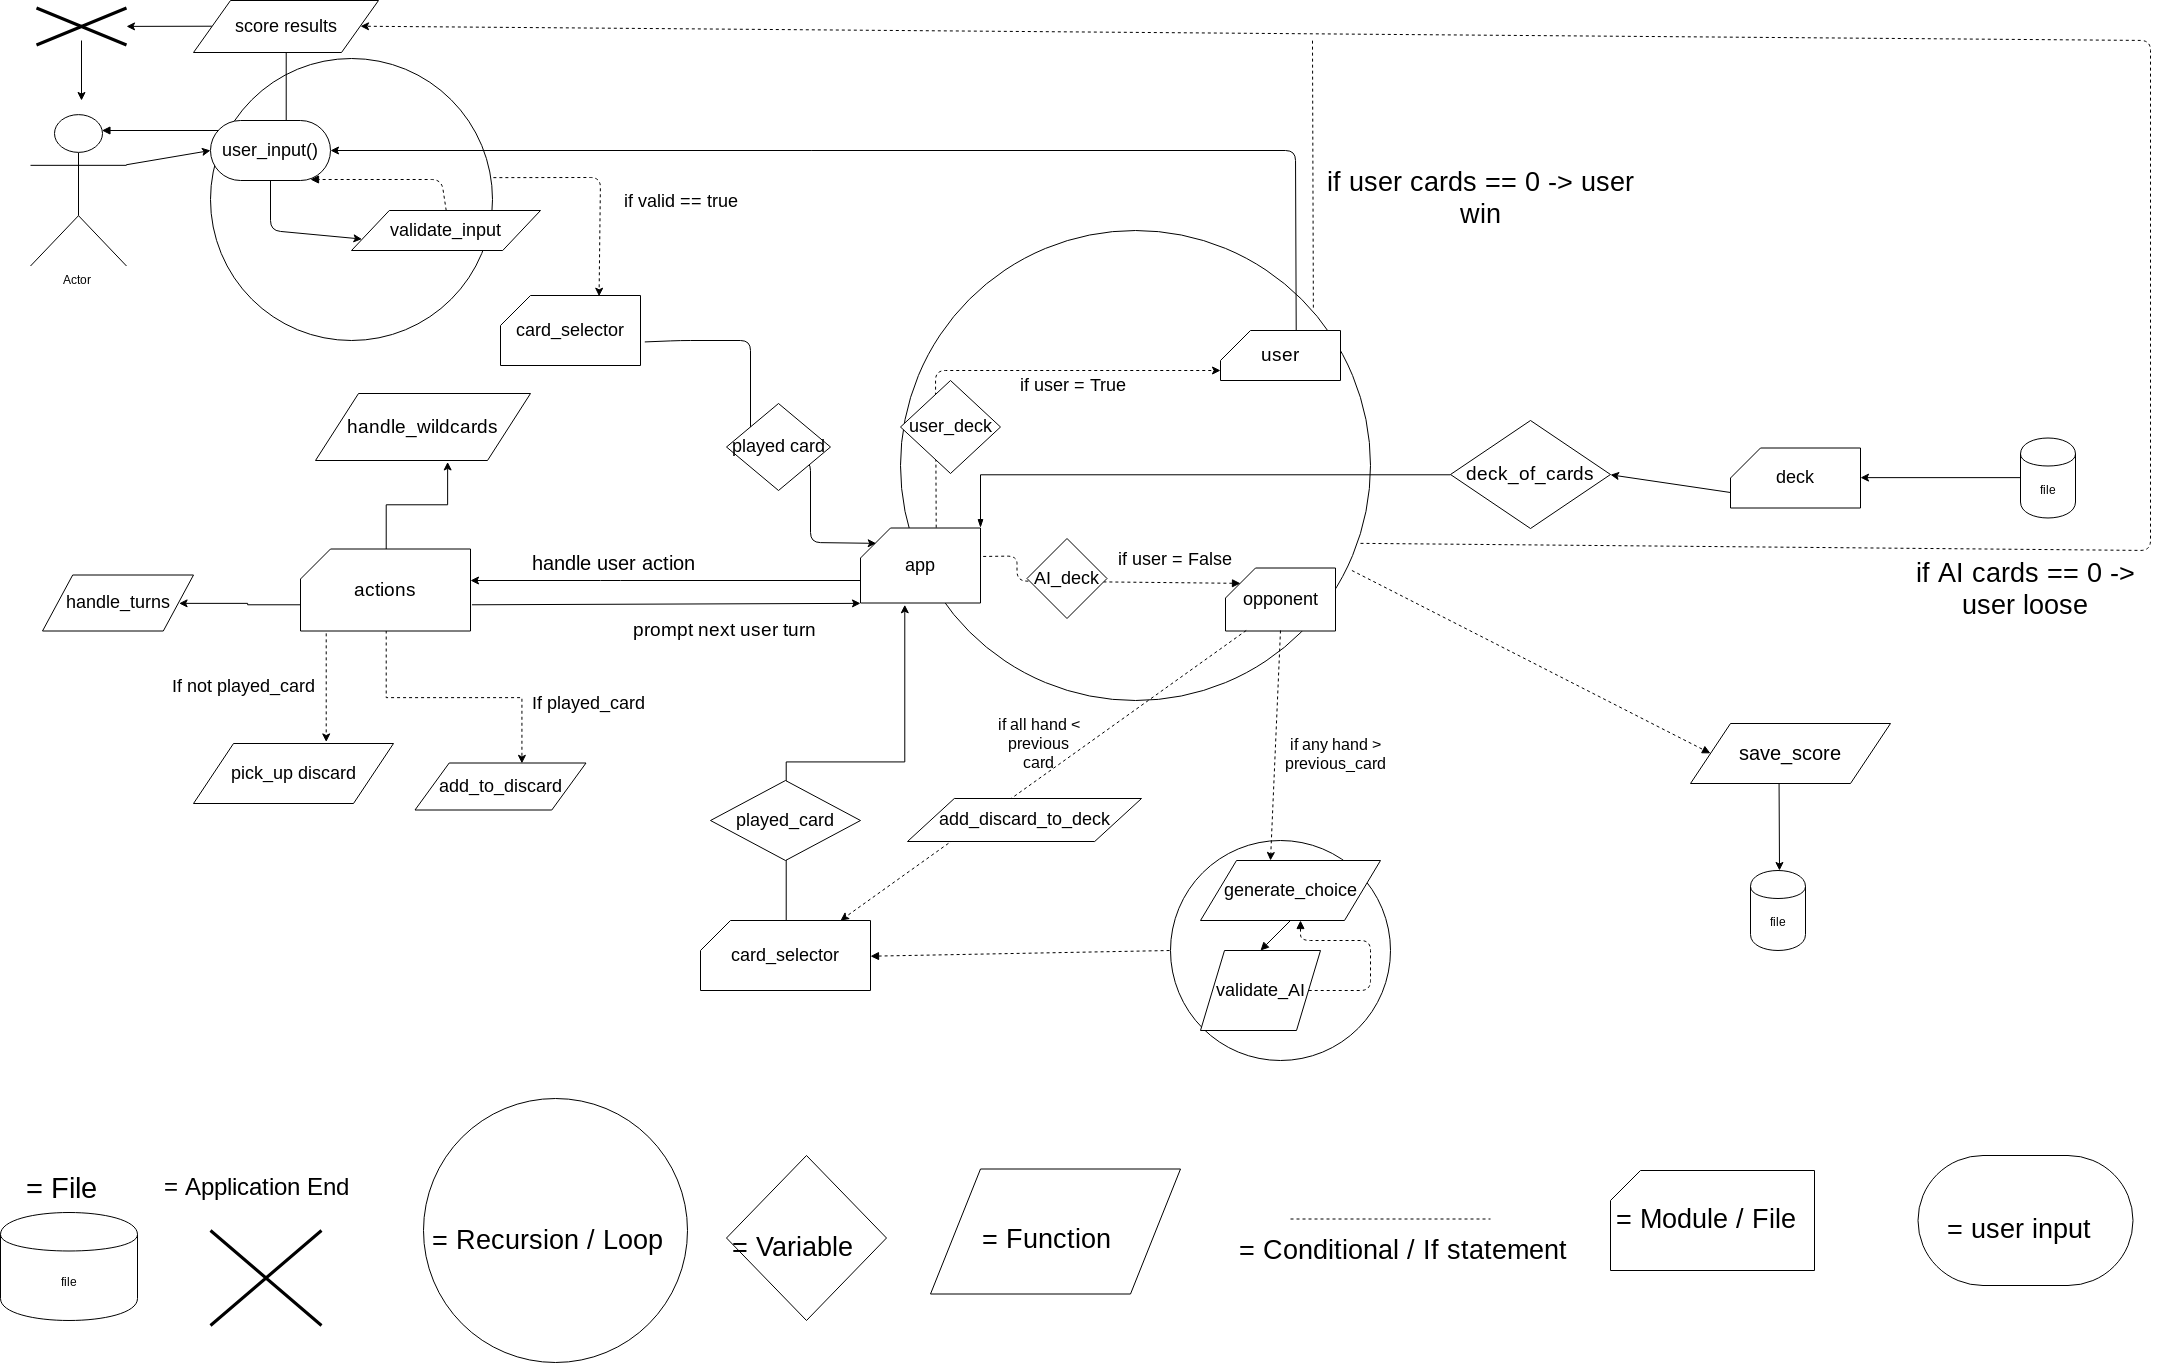 score results
user_input()
if valid == true
if user cards == 0 -> user
win
validate_input
Actor
card_selector
user
if user = True
handle_wildcards
user_deck
played card
deck_of_cards
deck
file
handle user action
app
if user = False
AI_deck
if AI cards == 0 ->
user loose
actions
opponent
handle_turns
prompt next user turn
If not played_card
If played_card
if all hand <
previous
card
if any hand >
previous_card
save_score
pick_up discard
add_to_discard
played_card
add_discard_to_deck
generate_choice
file
card_selector
validate_AI
= File
= Application End
file
= Recursion / Loop
= Variable
= Function
= Conditional / If statement
= Module / File
= user input